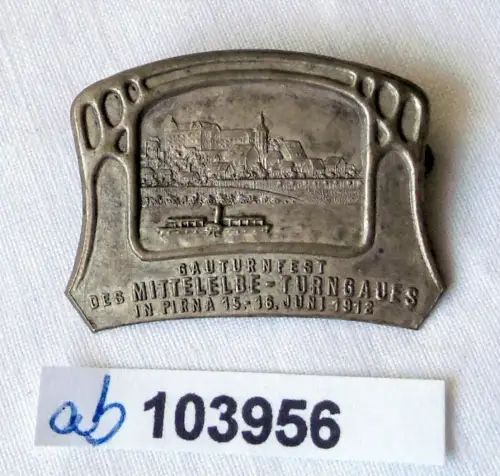 GAUTURNFEST
DES MITTELELBE-TURNGAUES
IN PIRNA 15.-16. JUNI 1912
ab 103956